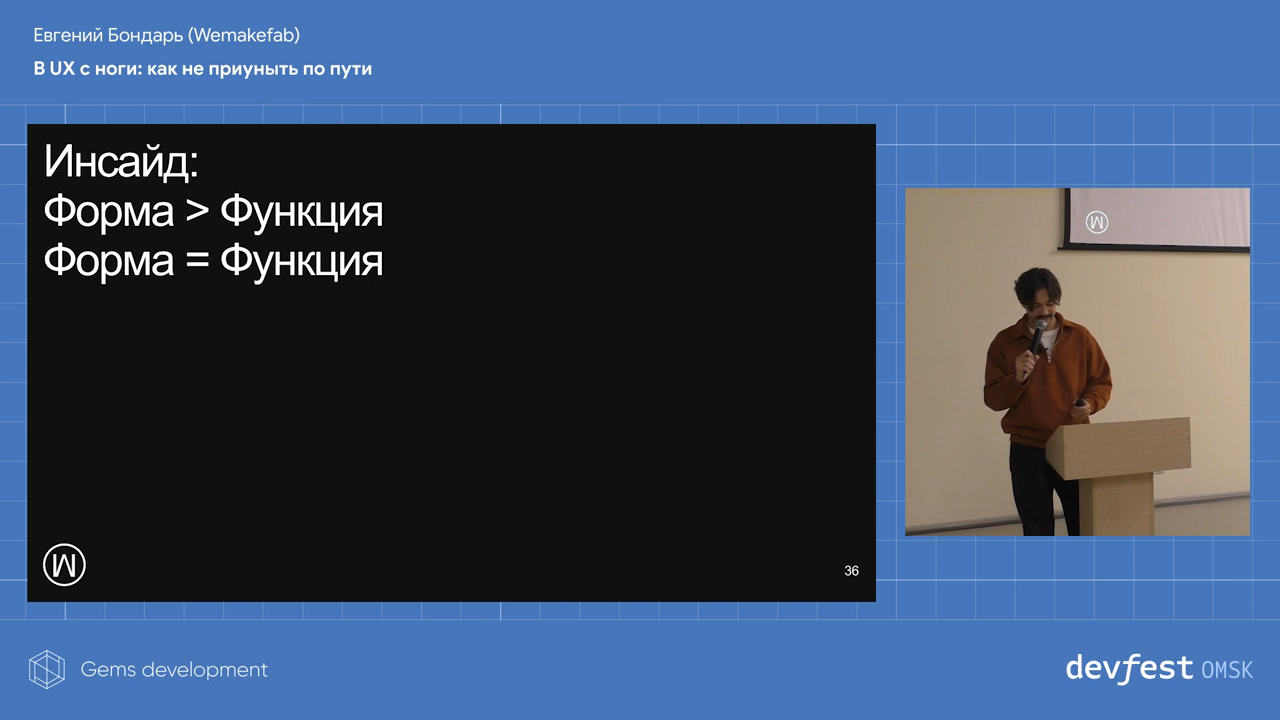 Евгений Бондарь (Wemakefab)
В UX с ноги: как не приуныть по пути
Инсайд:
Форма > Функция
Форма = Функция
36
Gems development
devfest OMSK